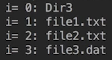 i= 0: Dir3
i= 1: file1.txt
i= 2: file2.txt
i= 3: file3.dat